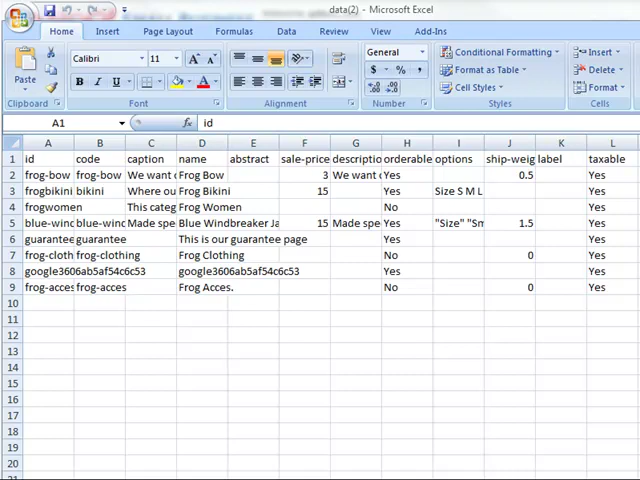 data(2) - Microsoft Excel
Home Insert Page Layout Formulas Data Review View Add-Ins
Calibri 11 A A General Conditional Formatting Insert
Paste B I U A $ % , Format as Table Delete
.0 .00 .00 .0 Cell Styles Format
Clipboard Font Alignment Number Styles Cells
A1 fx id
A B C D E F G H I J K L
1 id code caption name abstract sale-price descriptio orderable options ship-weig label taxable
2 frog-bow frog-bow We want c Frog Bow 3 We want c Yes 0.5 Yes
3 frogbikini bikini Where ou Frog Bikini 15 Yes Size S M L Yes
4 frogwomen This categ Frog Women No Yes
5 blue-wind blue-wind Made spe Blue Windbreaker Ja 15 Made spe Yes "Size" "Sm 1.5 Yes
6 guarantee guarantee This is our guarantee page Yes Yes
7 frog-cloth frog-clothing Frog Clothing No 0 Yes
8 google3606ab5af54c6c53 google3606ab5af54c6c53 Yes Yes
9 frog-acces frog-acces Frog Acces. No 0 Yes
10
11
12
13
14
15
16
17
18
19
20